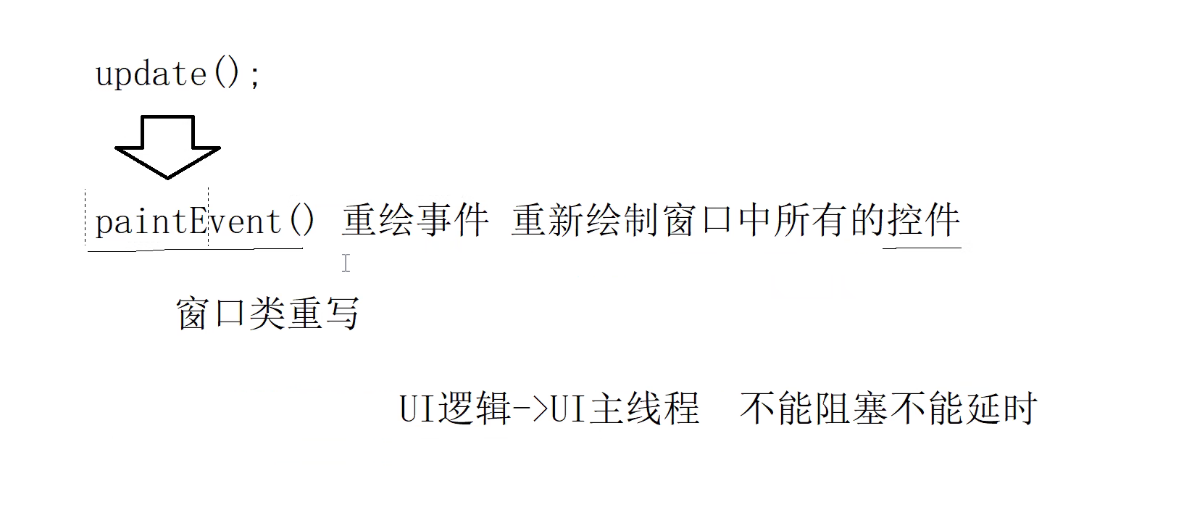 update();
paintEvent() 重绘事件 重新绘制窗口中所有的控件
窗口类重写
UI逻辑->UI主线程 不能阻塞不能延时